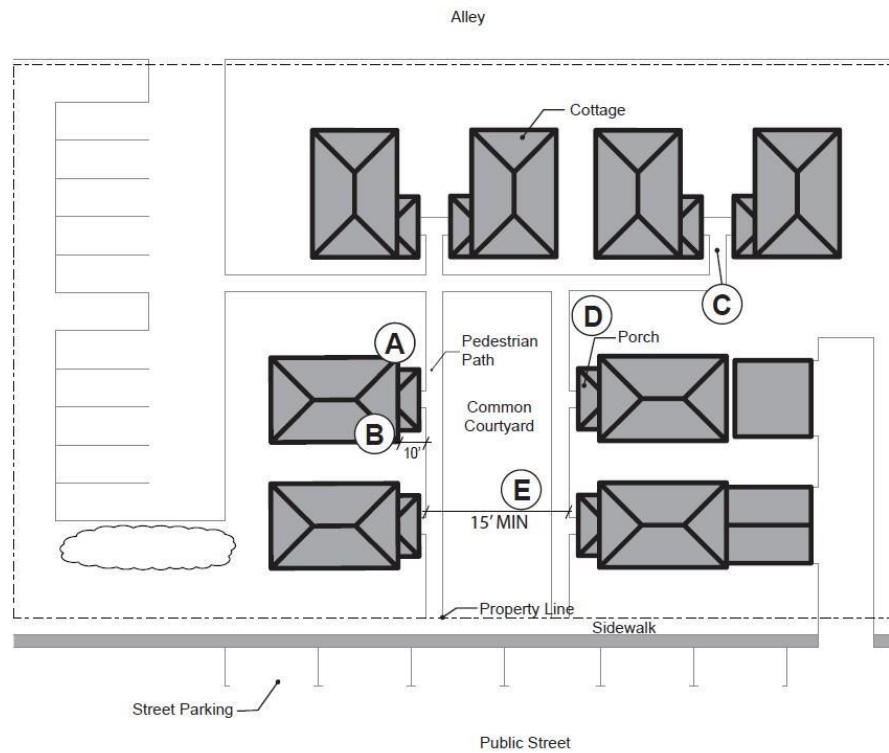 Alley
Cottage
C
D
A
Porch
Pedestrian
Path
Common
Courtyard
B
10'
E
15' MIN
Property Line
Sidewalk
Street Parking
Public Street